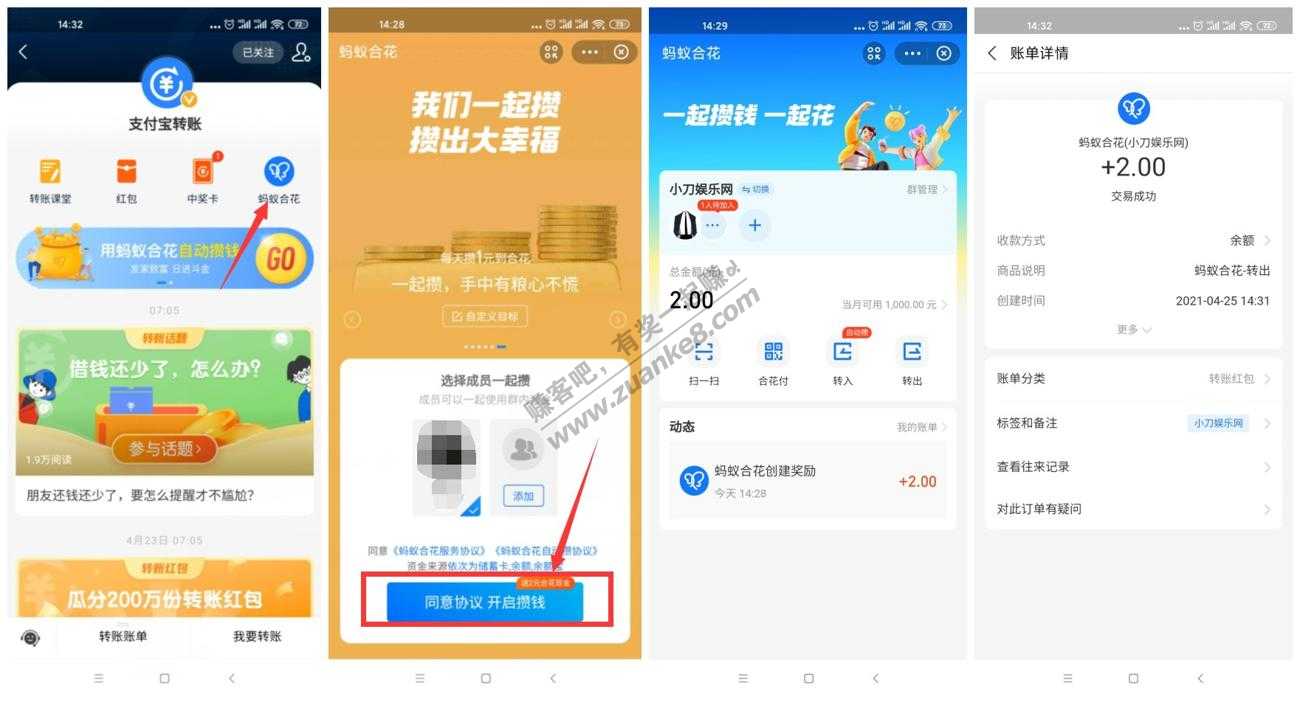 14:32
73
已关注
支付宝转账
转账课堂
红包
1
中奖卡
蚂蚁合花
用蚂蚁合花自动攒钱
发家致富 日进斗金
GO
07:05
转账话题
借钱还少了，怎么办？
参与话题>
1.9万阅读
朋友还钱还少了，要怎么提醒才不尴尬？
4月23日 07:05
转账红包
瓜分200万份转账红包
转账账单
我要转账
14:28
73
蚂蚁合花
我们一起攒
攒出大幸福
每天攒1元到合花
一起攒，手中有粮心不慌
自定义目标
选择成员一起攒
成员可以一起使用群内
添加
同意《蚂蚁合花服务协议》《蚂蚁合花自动攒协议》
资金来源依次为储蓄卡,余额,余额宝
送2元合花现金
同意协议 开启攒钱
14:29
73
蚂蚁合花
一起攒钱 一起花
小刀娱乐网
切换
群管理
1人待加入
总金额(元)
2.00
当月可用 1,000.00 元
自动攒
扫一扫
合花付
转入
转出
动态
我的账单
蚂蚁合花创建奖励
今天 14:28
+2.00
14:32
73
账单详情
蚂蚁合花(小刀娱乐网)
+2.00
交易成功
收款方式
余额
商品说明
蚂蚁合花-转出
创建时间
2021-04-25 14:31
更多
账单分类
转账红包
标签和备注
小刀娱乐网
查看往来记录
对此订单有疑问
赚客吧，有奖一起赚！
www.zuanke8.com